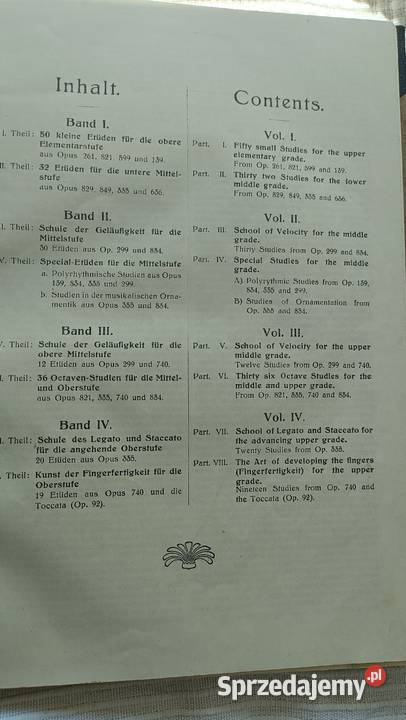 Inhalt.
Band I.
I. Theil: 50 kleine Etüden für die obere
Elementarstufe
aus Opus 261, 821, 599 und 139.
II. Theil: 32 Etüden für die untere Mittel-
stufe
aus Opus 829, 849, 335 und 636.
Band II.
I. Theil: Schule der Geläufigkeit für die
Mittelstufe
30 Etüden aus Op. 299 und 834.
V. Theil: Special-Etüden für die Mittelstufe
a. Polyrhythmische Studien aus Opus
139, 834, 335 und 299.
b. Studien in der musikalischen Orna-
mentik aus Opus 335 und 834.
Band III.
V. Theil: Schule der Geläufigkeit für die
obere Mittelstufe
12 Etüden aus Opus 299 und 740.
I. Theil: 36 Octaven-Studien für die Mittel-
und Oberstufe
aus Opus 821, 335, 740 und 834.
Band IV.
I. Theil: Schule des Legato und Staccato
für die angehende Oberstufe
20 Etüden aus Opus 335.
Theil: Kunst der Fingerfertigkeit für die
Oberstufe
19 Etüden aus Opus 740 und die
Toccata (Op. 92).
Contents.
Vol. I.
Part. I. Fifty small Studies for the upper
elementary grade.
From Op. 261, 821, 599 and 139.
Part. II. Thirty two Studies for the lower
middle grade.
From Op. 829, 849, 335 and 636.
Vol. II.
Part. III. School of Velocity for the middle
grade.
Thirty Studies from Op. 299 and 834.
Part. IV. Special Studies for the middle
grade.
A) Polyrythmic Studies from Op. 139,
834, 335 and 299.
B) Studies of Ornamentation from
Op. 335 and 834.
Vol. III.
Part. V. School of Velocity for the upper
middle grade.
Twelve Studies from Op. 299 and 740.
Part. VI. Thirty six Octave Studies for the
middle and upper grade.
From Op. 821, 335, 740 and 834.
Vol. IV.
Part. VII. School of Legato and Staccato for
the advancing upper grade.
Twenty Studies from Op. 335.
Part. VIII. The Art of developing the fingers
(Fingerfertigkeit) for the upper
grade.
Nineteen Studies from Op. 740 and
the Toccata (Op. 92).
Sprzedajemy.pl